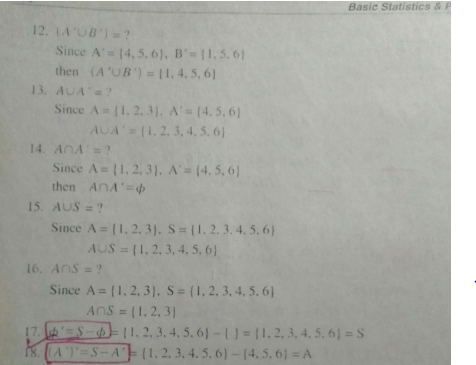 Basic Statistics &
12. (A'∪B') = ?
Since A' = {4, 5, 6}, B' = {1, 5, 6}
then (A'∪B') = {1, 4, 5, 6}
13. A∪A' = ?
Since A = {1, 2, 3}, A' = {4, 5, 6}
A∪A' = {1, 2, 3, 4, 5, 6}
14. A∩A' = ?
Since A = {1, 2, 3}, A' = {4, 5, 6}
then A∩A' = ϕ
15. A∪S = ?
Since A = {1, 2, 3}, S = {1, 2, 3, 4, 5, 6}
A∪S = {1, 2, 3, 4, 5, 6}
16. A∩S = ?
Since A = {1, 2, 3}, S = {1, 2, 3, 4, 5, 6}
A∩S = {1, 2, 3}
17. ϕ' = S – ϕ = {1, 2, 3, 4, 5, 6} – { } = {1, 2, 3, 4, 5, 6} = S
18. (A')' = S – A' = {1, 2, 3, 4, 5, 6} – {4, 5, 6} = A